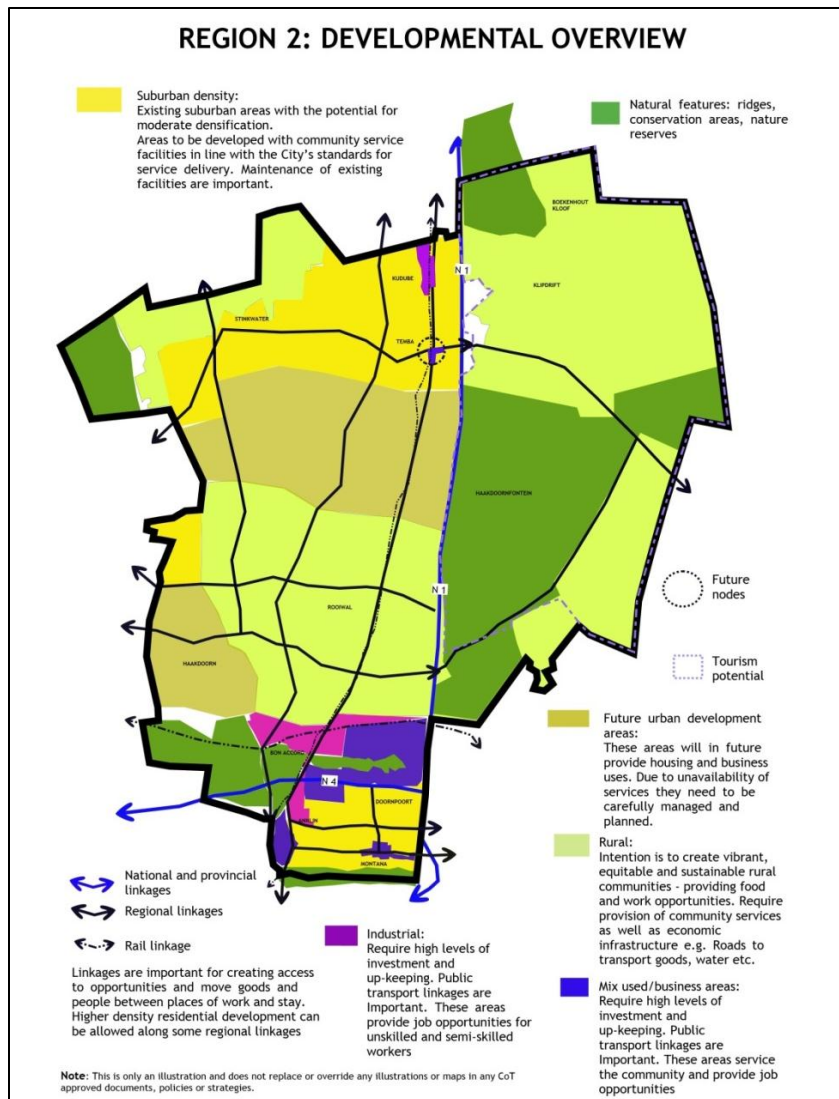 REGION 2: DEVELOPMENTAL OVERVIEW
Suburban density:
Existing suburban areas with the potential for
moderate densification.
Areas to be developed with community service
facilities in line with the City's standards for
service delivery. Maintenance of existing
facilities are important.
Natural features: ridges,
conservation areas, nature
reserves
BOEKENHOUT
KLOOF
N 1
KUDUBE
KLIPDRIFT
STINKWATER
TEMBA
HAAKDOORNFONTEIN
N 1
Future
nodes
ROOIWAL
HAAKDOORN
Tourism
potential
BON ACCORD
N 4
DOORNPOORT
MONTANA
Future urban development
areas:
These areas will in future
provide housing and business
uses. Due to unavailability of
services they need to be
carefully managed and
planned.
Rural:
Intention is to create vibrant,
equitable and sustainable rural
communities - providing food
and work opportunities. Require
provision of community services
as well as economic
infrastructure e.g. Roads to
transport goods, water etc.
Mix used/business areas:
Require high levels of
investment and
up-keeping. Public
transport linkages are
Important. These areas service
the community and provide job
opportunities
National and provincial
linkages
Regional linkages
Rail linkage
Linkages are important for creating access
to opportunities and move goods and
people between places of work and stay.
Higher density residential development can
be allowed along some regional linkages
Industrial:
Require high levels of
investment and
up-keeping. Public
transport linkages are
Important. These areas
provide job opportunities for
unskilled and semi-skilled
workers
Note: This is only an illustration and does not replace or override any illustrations or maps in any CoT
approved documents, policies or strategies.